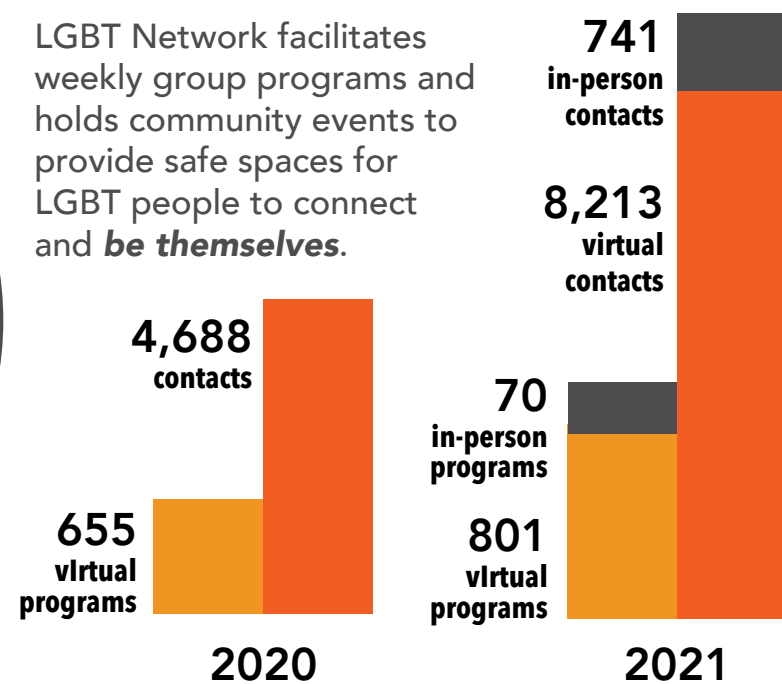 LGBT Network facilitates
weekly group programs and
holds community events to
provide safe spaces for
LGBT people to connect
and be themselves.
4,688
contacts
655
vIrtual
programs
2020
741
in-person
contacts
8,213
virtual
contacts
70
in-person
programs
801
vIrtual
programs
2021